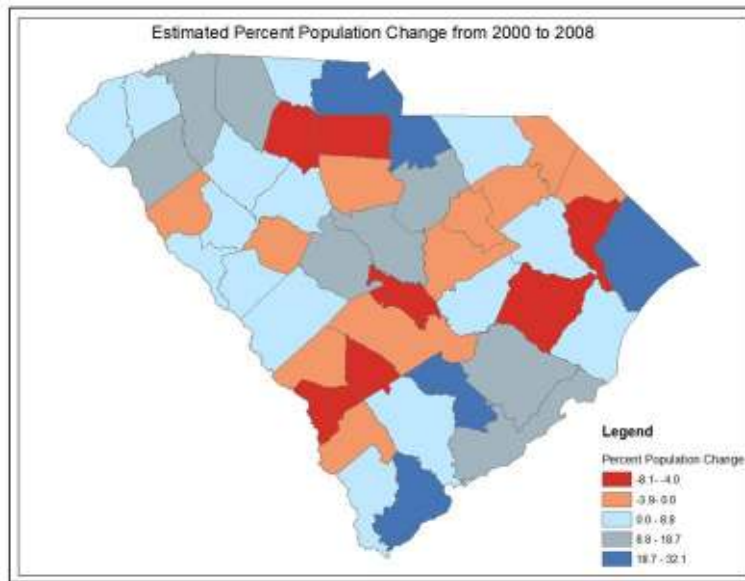 Estimated Percent Population Change from 2000 to 2008
Legend
Percent Population Change
-8.1- -4.0
-3.9- 0.0
0.0 - 8.8
8.8 - 18.7
18.7 - 32.1